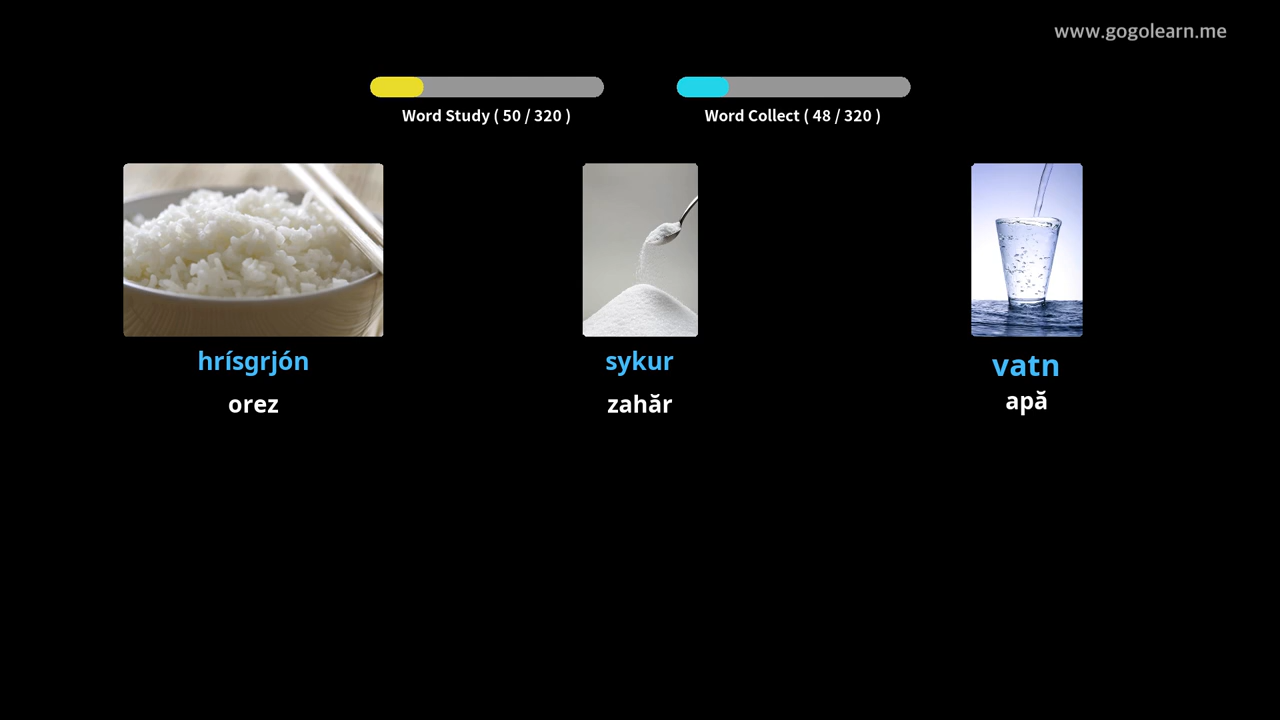 www.gogolearn.me
Word Study ( 50 / 320 )
Word Collect ( 48 / 320 )
hrísgrjón
orez
sykur
zahăr
vatn
apă